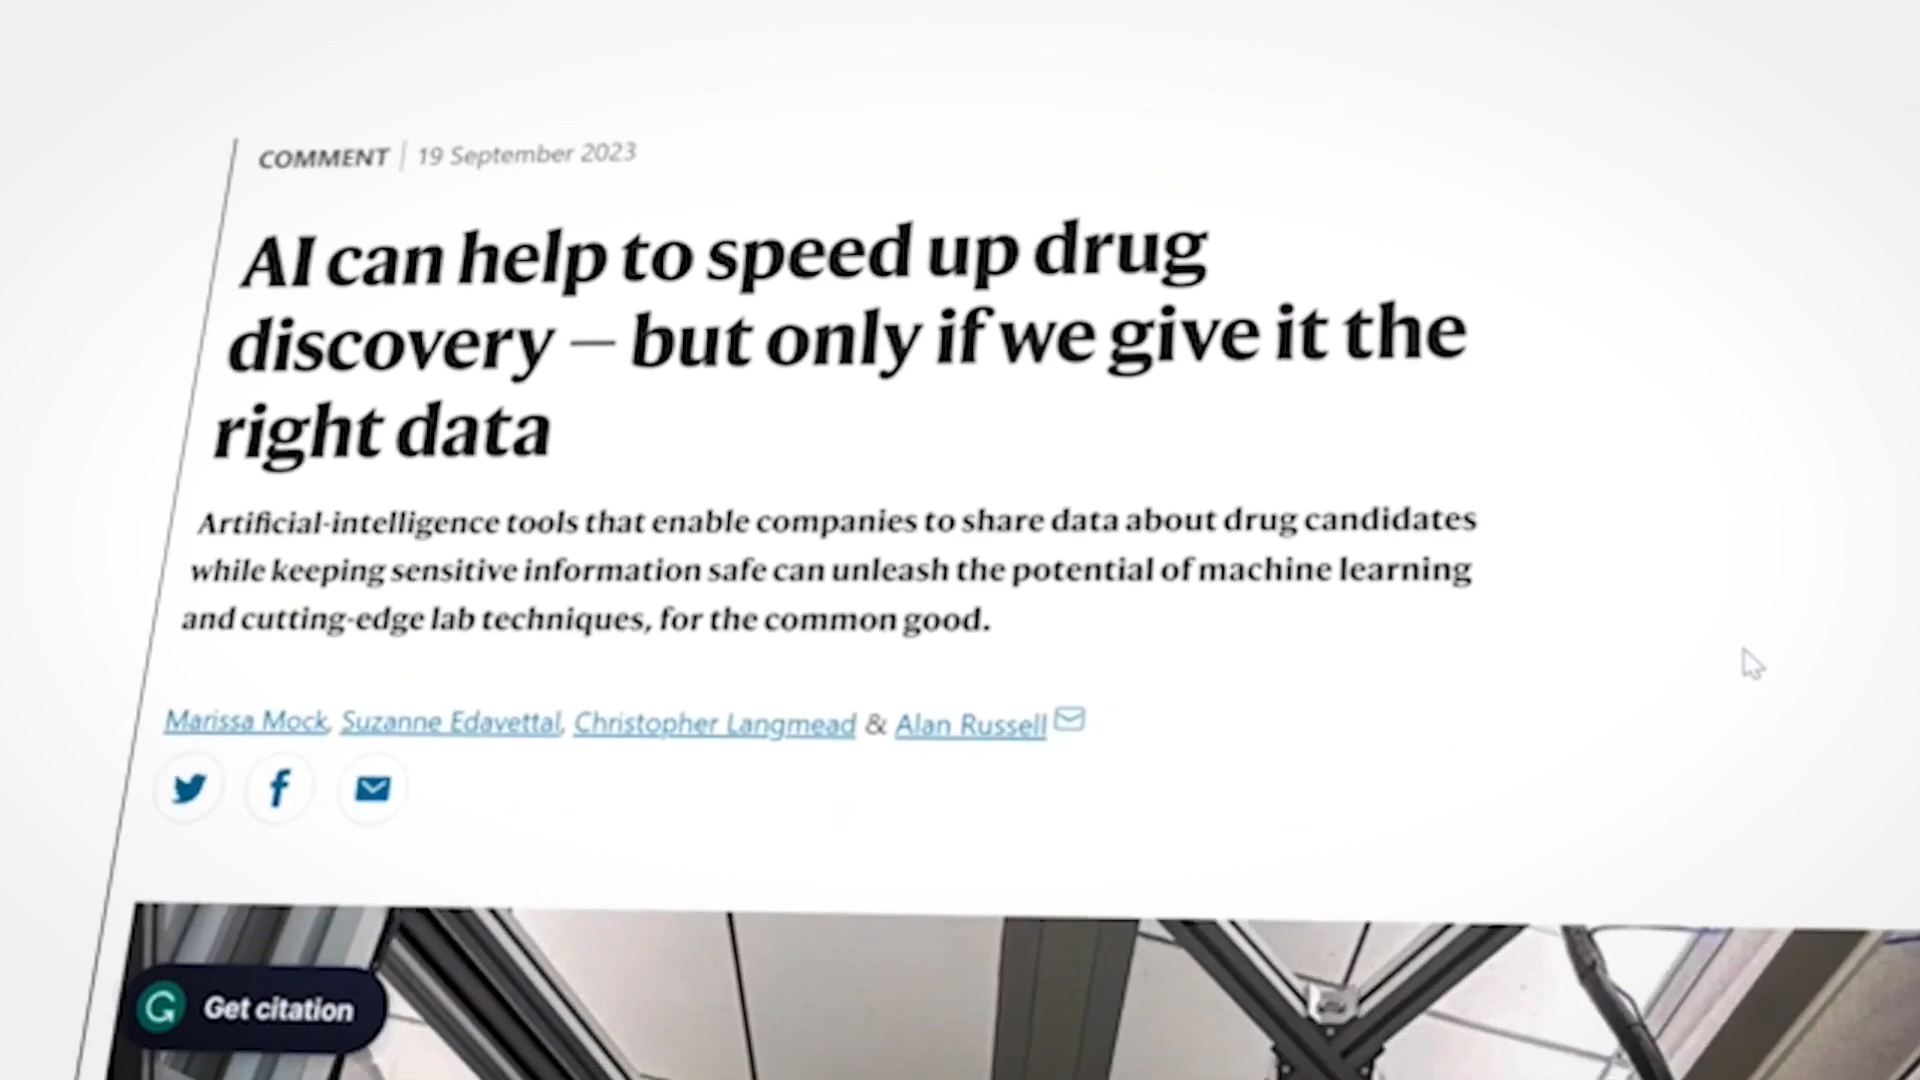 COMMENT | 19 September 2023
AI can help to speed up drug
discovery — but only if we give it the
right data
Artificial-intelligence tools that enable companies to share data about drug candidates
while keeping sensitive information safe can unleash the potential of machine learning
and cutting-edge lab techniques, for the common good.
Marissa Mock, Suzanne Edavettal, Christopher Langmead & Alan Russell
Get citation